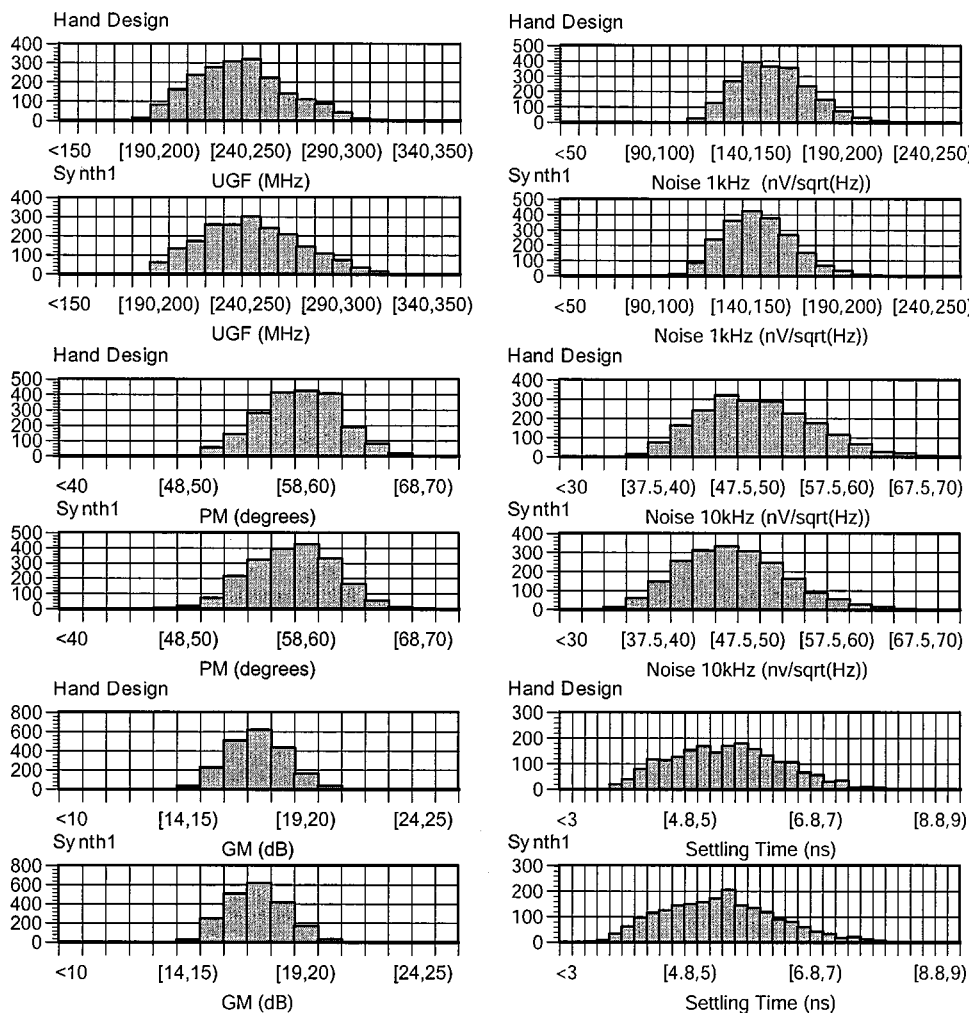 Hand Design
400
300
200
100
0
<150 [190,200) [240,250) [290,300) [340,350)
UGF (MHz)
Synth1
400
300
200
100
0
<150 [190,200) [240,250) [290,300) [340,350)
UGF (MHz)
Hand Design
500
400
300
200
100
0
<40 [48,50) [58,60) [68,70)
PM (degrees)
Synth1
500
400
300
200
100
0
<40 [48,50) [58,60) [68,70)
PM (degrees)
Hand Design
800
600
400
200
0
<10 [14,15) [19,20) [24,25)
GM (dB)
Synth1
800
600
400
200
0
<10 [14,15) [19,20) [24,25)
GM (dB)
Hand Design
500
400
300
200
100
0
<50 [90,100) [140,150) [190,200) [240,250)
Noise 1kHz (nV/sqrt(Hz))
Synth1
500
400
300
200
100
0
<50 [90,100) [140,150) [190,200) [240,250)
Noise 1kHz (nV/sqrt(Hz))
Hand Design
400
300
200
100
0
<30 [37.5,40) [47.5,50) [57.5,60) [67.5,70)
Noise 10kHz (nV/sqrt(Hz))
Synth1
400
300
200
100
0
<30 [37.5,40) [47.5,50) [57.5,60) [67.5,70)
Noise 10kHz (nv/sqrt(Hz))
Hand Design
300
200
100
0
<3 [4.8,5) [6.8,7) [8.8,9)
Settling Time (ns)
Synth1
300
200
100
0
<3 [4.8,5) [6.8,7) [8.8,9)
Settling Time (ns)